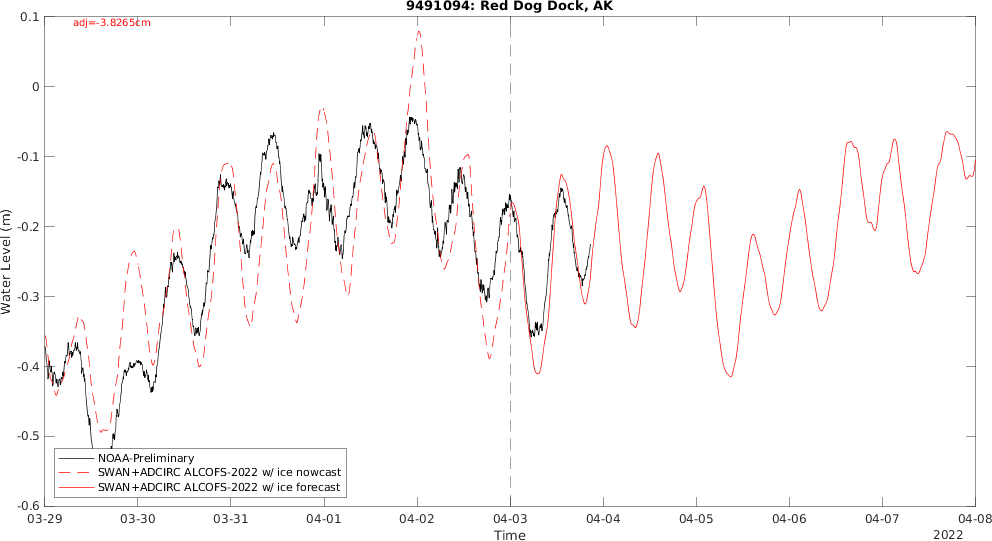 9491094: Red Dog Dock, AK
adj=-3.8265cm
0.1
0
-0.1
-0.2
-0.3
-0.4
-0.5
-0.6
Water Level (m)
NOAA-Preliminary
SWAN+ADCIRC ALCOFS-2022 w/ ice nowcast
SWAN+ADCIRC ALCOFS-2022 w/ ice forecast
03-29 03-30 03-31 04-01 04-02 04-03 04-04 04-05 04-06 04-07 04-08
Time
2022